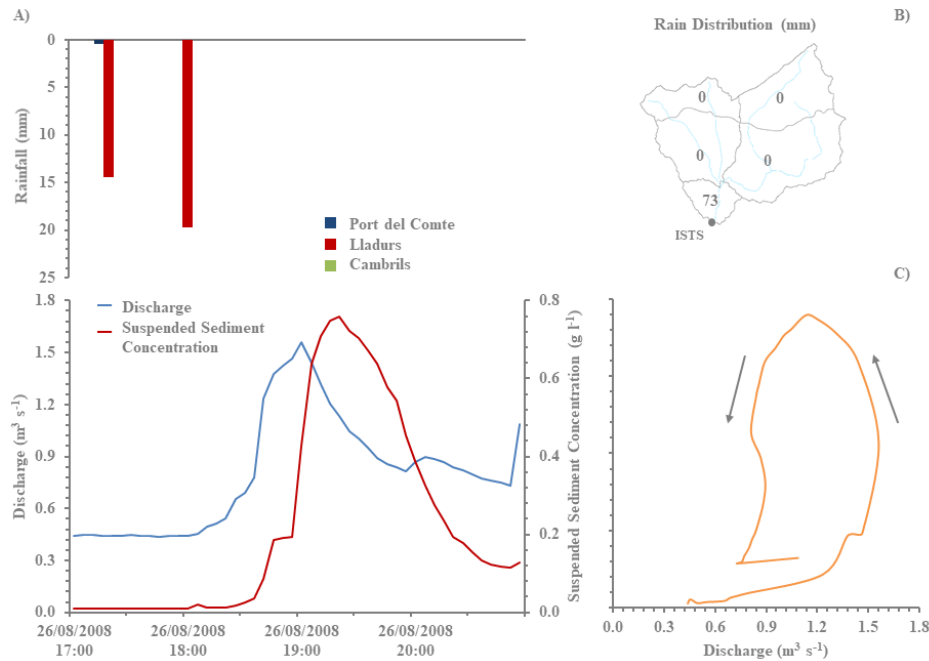 A)
0
5
10
15
20
25
Rainfall (mm)
Port del Comte
Lladurs
Cambrils
Rain Distribution (mm)
B)
0
0
0
0
73
ISTS
Discharge
Suspended Sediment
Concentration
1.8
1.5
1.2
0.9
0.6
0.3
0.0
Discharge (m³ s⁻¹)
0.8
0.6
0.4
0.2
0.0
Suspended Sediment Concentration (g l⁻¹)
26/08/2008
17:00
26/08/2008
18:00
26/08/2008
19:00
26/08/2008
20:00
C)
0.0
0.3
0.6
0.9
1.2
1.5
1.8
Discharge (m³ s⁻¹)